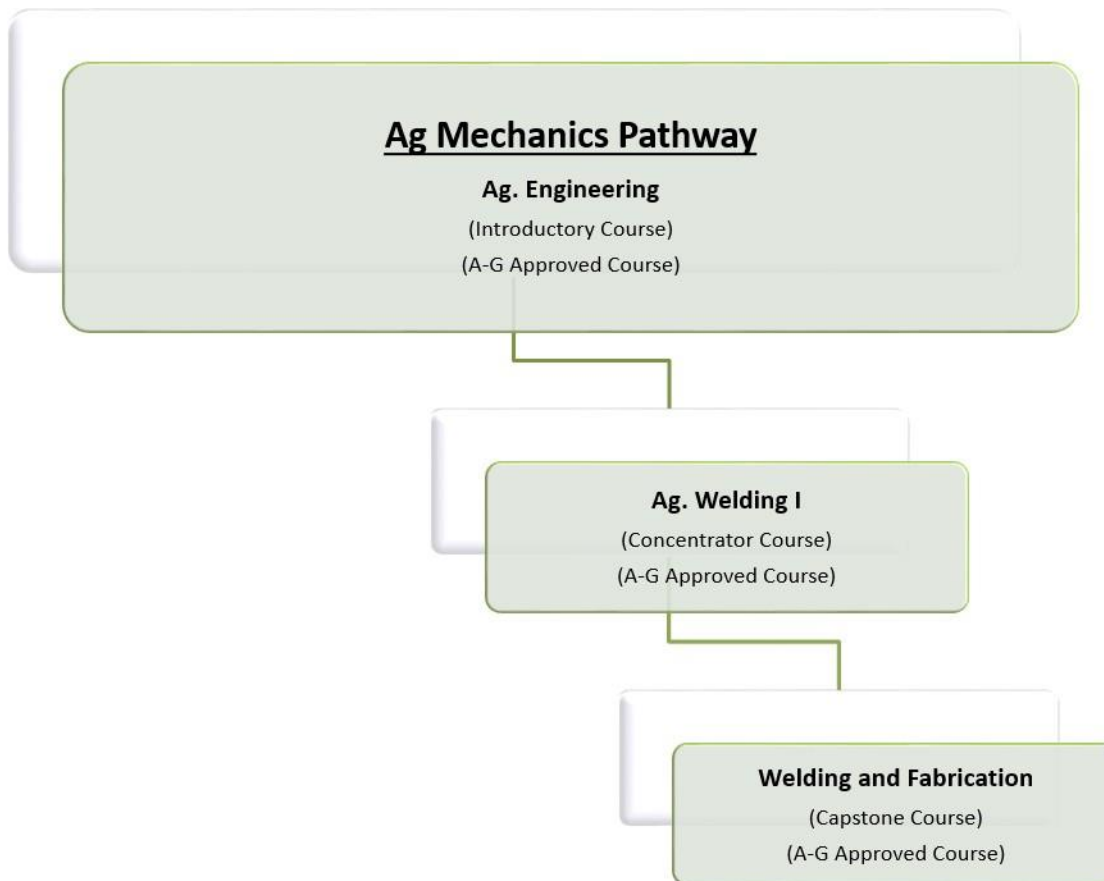 Ag Mechanics Pathway
Ag. Engineering
(Introductory Course)
(A-G Approved Course)
Ag. Welding I
(Concentrator Course)
(A-G Approved Course)
Welding and Fabrication
(Capstone Course)
(A-G Approved Course)